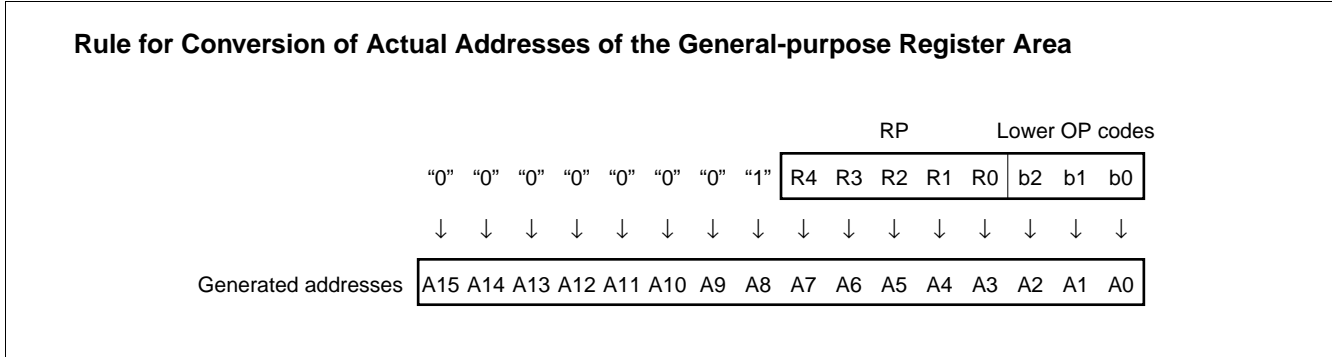 Rule for Conversion of Actual Addresses of the General-purpose Register Area
RP Lower OP codes
“0” “0” “0” “0” “0” “0” “0” “1” R4 R3 R2 R1 R0 b2 b1 b0
↓ ↓ ↓ ↓ ↓ ↓ ↓ ↓ ↓ ↓ ↓ ↓ ↓ ↓ ↓ ↓
Generated addresses A15 A14 A13 A12 A11 A10 A9 A8 A7 A6 A5 A4 A3 A2 A1 A0